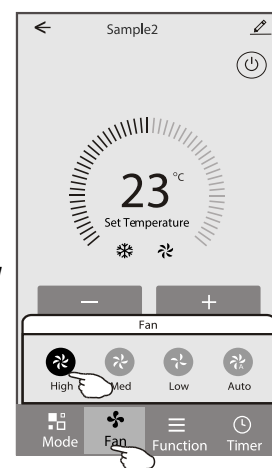 Sample2
23°C
Set Temperature
− +
Fan
High Med Low Auto
A
Mode Fan Function Timer